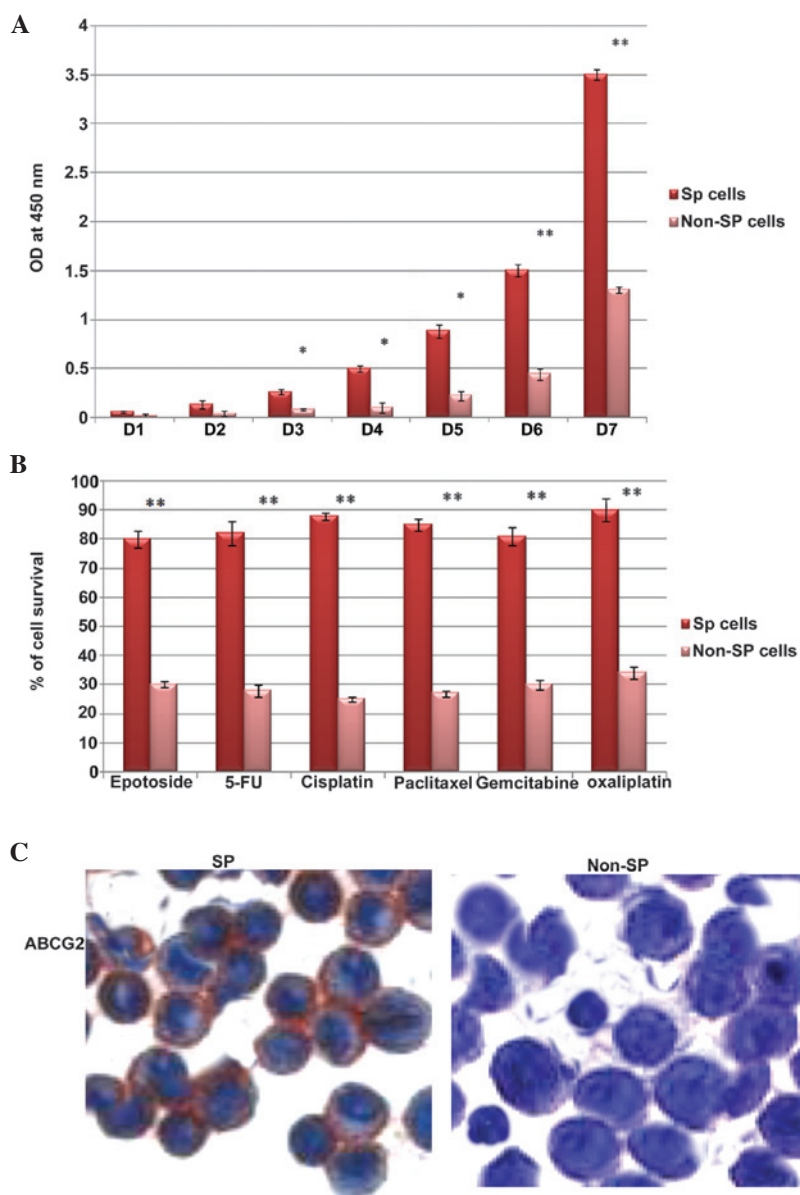 A
4
3.5
3
2.5
2
1.5
1
0.5
0
OD at 450 nm
**
**
*
*
*
Sp cells
Non-SP cells
D1 D2 D3 D4 D5 D6 D7
B
100
90
80
70
60
50
40
30
20
10
0
% of cell survival
** ** ** ** ** **
Sp cells
Non-SP cells
Epotoside 5-FU Cisplatin Paclitaxel Gemcitabine oxaliplatin
C
SP Non-SP
ABCG2